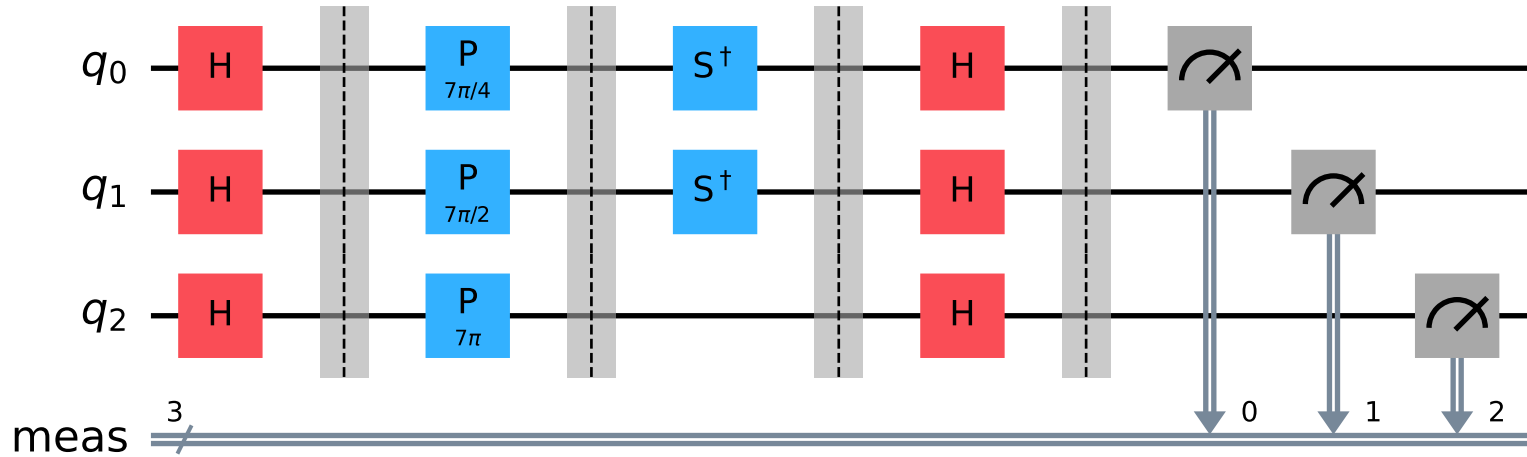 q0 H P 7π/4 S† H
q1 H P 7π/2 S† H
q2 H P 7π H
meas 3 0 1 2